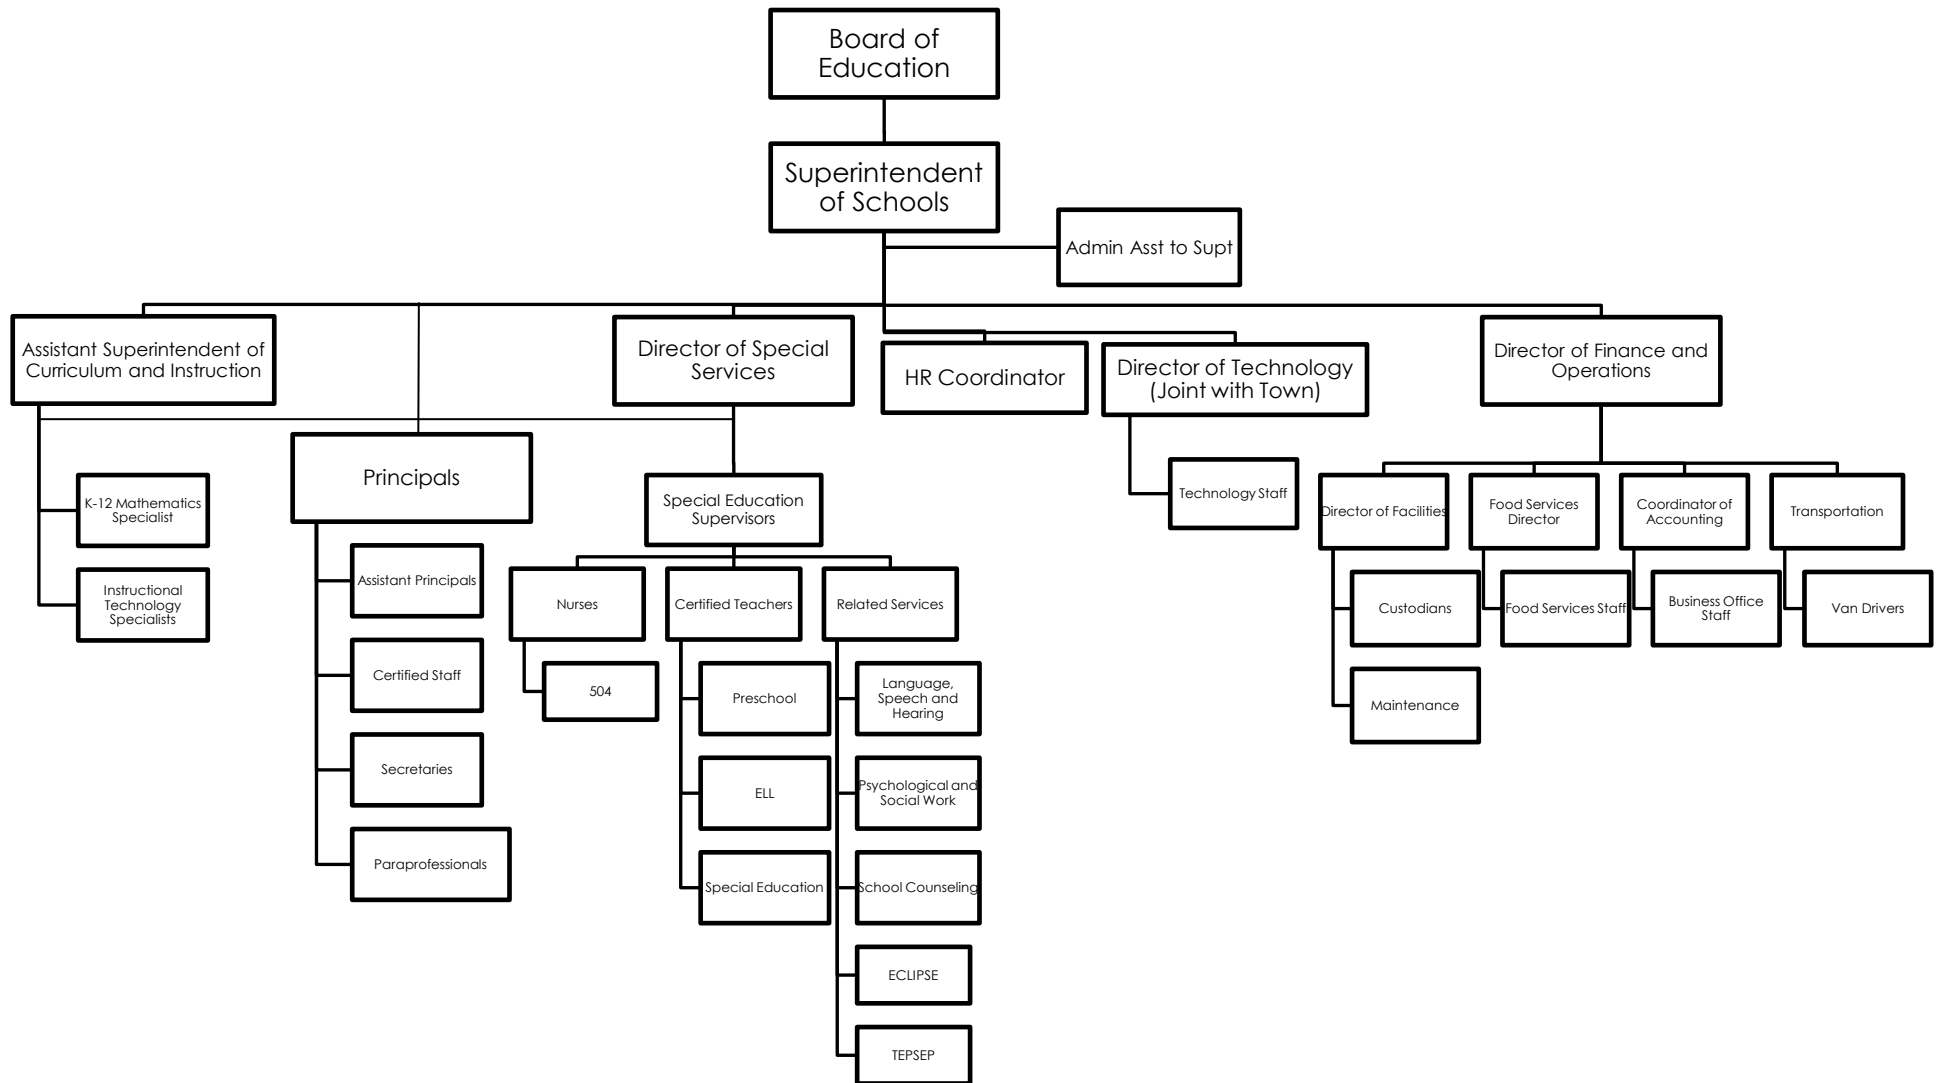 Board of
Education
Superintendent
of Schools
Admin Asst to Supt
Assistant Superintendent of
Curriculum and Instruction
Director of Special
Services
HR Coordinator
Director of Technology
(Joint with Town)
Director of Finance and
Operations
K-12 Mathematics
Specialist
Instructional
Technology
Specialists
Principals
Assistant Principals
Certified Staff
Secretaries
Paraprofessionals
Special Education
Supervisors
Nurses
504
Certified Teachers
Preschool
ELL
Special Education
Related Services
Language,
Speech and
Hearing
Psychological and
Social Work
School Counseling
ECLIPSE
TEPSEP
Technology Staff
Director of Facilities
Custodians
Maintenance
Food Services
Director
Food Services Staff
Coordinator of
Accounting
Business Office
Staff
Transportation
Van Drivers